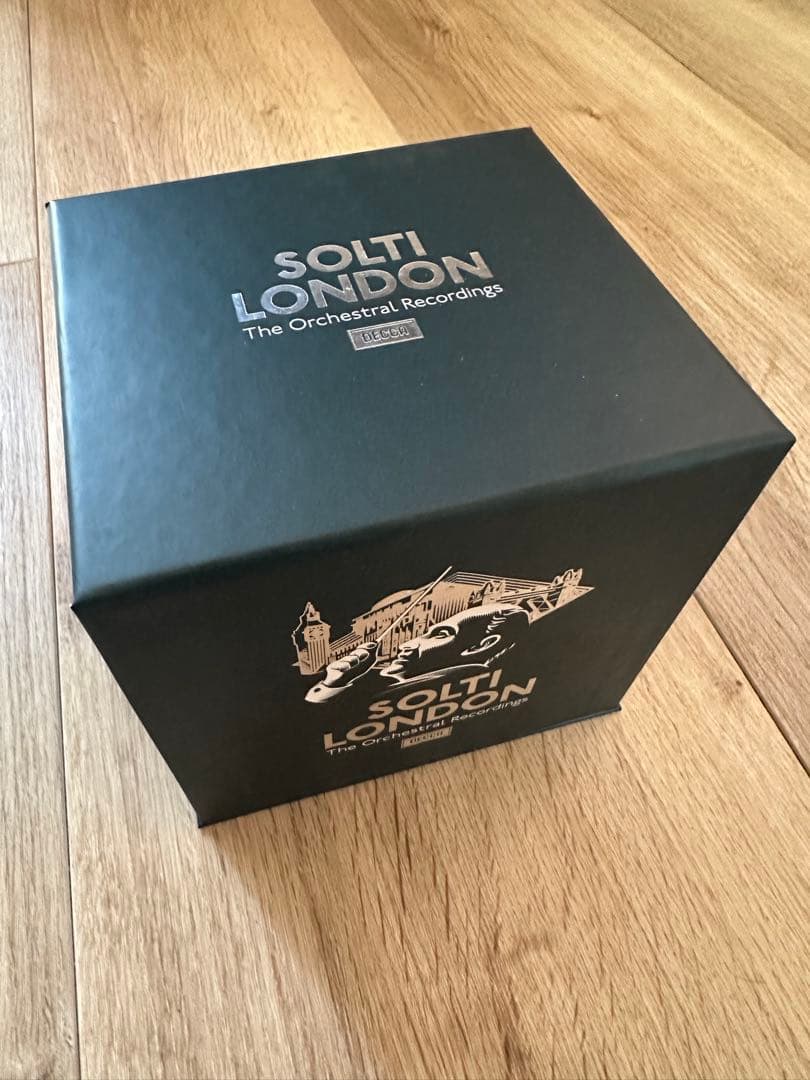 SOLTI
LONDON
The Orchestral Recordings
DECCA
SOLTI
LONDON
The Orchestral Recordings
DECCA